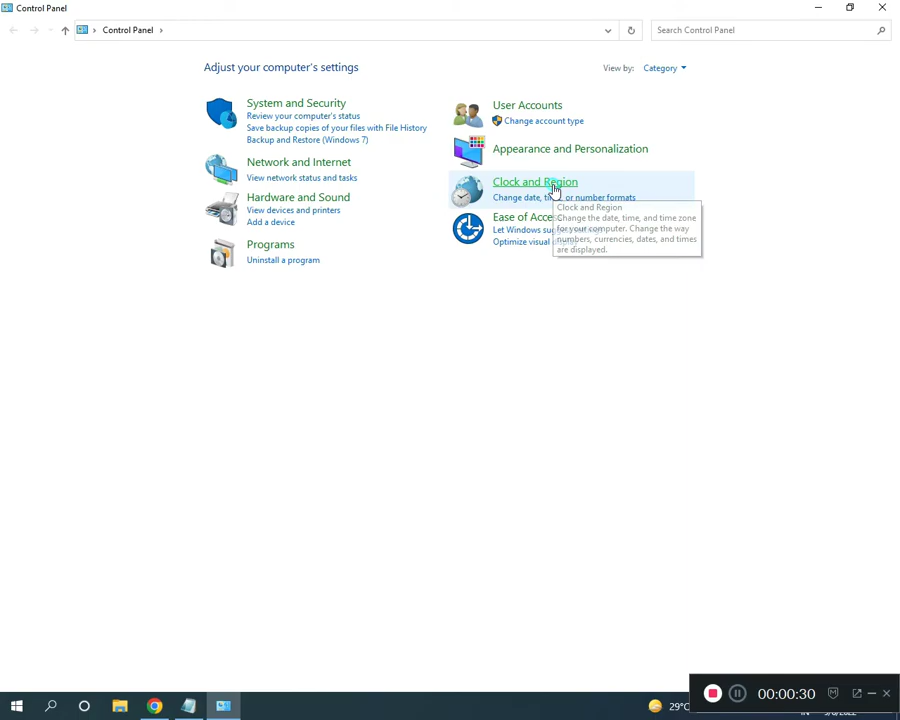 Control Panel
Control Panel
Search Control Panel
Adjust your computer's settings
View by: Category
System and Security
Review your computer's status
Save backup copies of your files with File History
Backup and Restore (Windows 7)
Network and Internet
View network status and tasks
Hardware and Sound
View devices and printers
Add a device
Programs
Uninstall a program
User Accounts
Change account type
Appearance and Personalization
Clock and Region
Change date, time, or number formats
Clock and Region
Change the date, time, and time zone
for your computer. Change the way
numbers, currencies, dates, and times
are displayed.
Ease of Access
Let Windows
Optimize visual
29°C
00:00:30